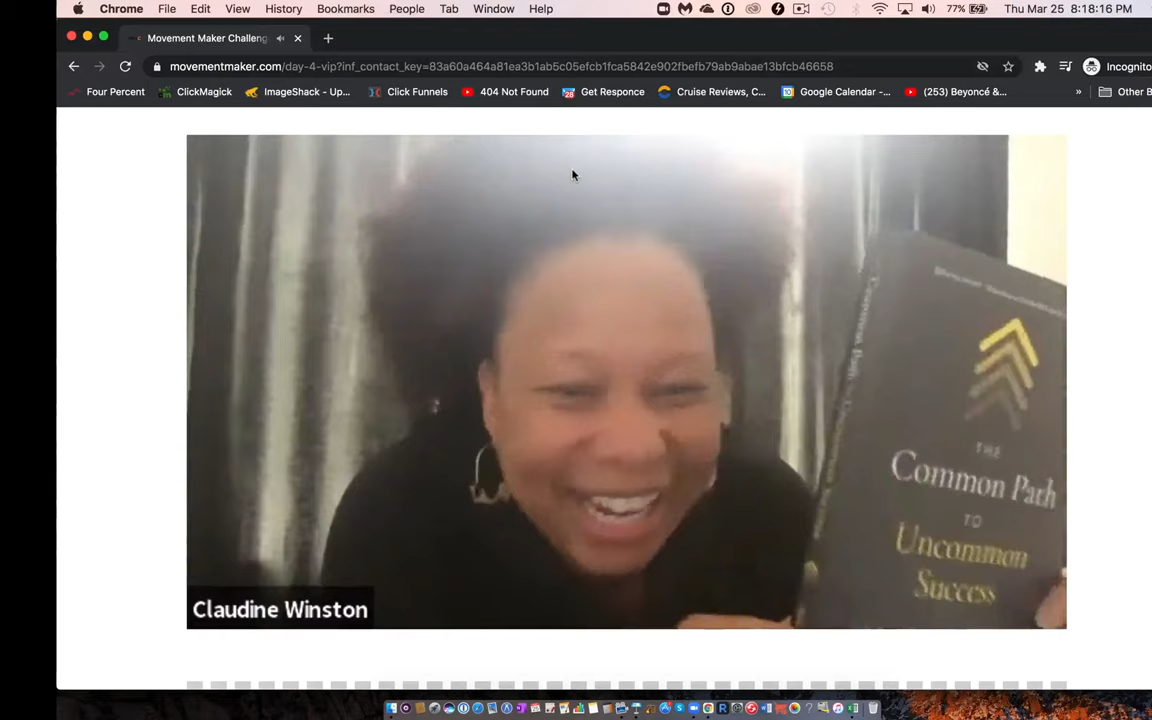 Chrome File Edit View History Bookmarks People Tab Window Help 77% Thu Mar 25 8:18:16 PM
Movement Maker Challeng
movementmaker.com/day-4-vip?inf_contact_key=83a60a464a81ea3b1ab5c05efcb1fca5842e902fbefb79ab9abae13bfcb46658 Incognito
Four Percent ClickMagick ImageShack - Up... Click Funnels 404 Not Found Get Responce Cruise Reviews, C... Google Calendar -... (253) Beyoncé &... » Other B
THE
Common Path
TO
Uncommon
Success
Claudine Winston